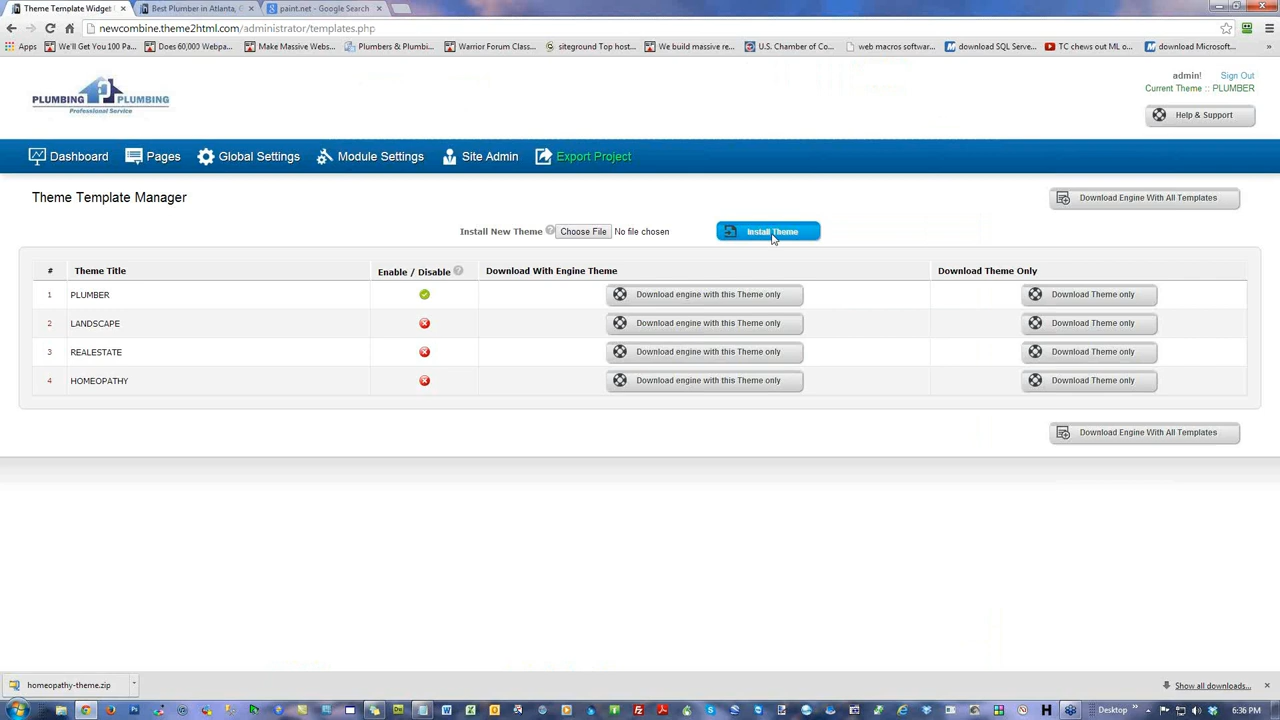 Theme Template Widget
Best Plumber in Atlanta,
paint.net - Google Search
newcombine.theme2html.com/administrator/templates.php
Apps
We'll Get You 100 Pa...
Does 60,000 Webpa...
Make Massive Webs...
Plumbers & Plumbi...
Warrior Forum Class...
siteground Top host...
We build massive re...
U.S. Chamber of Co...
web macros softwar...
download SQL Serve...
TC chews out ML o...
download Microsoft...
PLUMBING PLUMBING
Professional Service
admin! Sign Out
Current Theme :: PLUMBER
Help & Support
Dashboard Pages Global Settings Module Settings Site Admin Export Project
Theme Template Manager
Download Engine With All Templates
Install New Theme ? Choose File No file chosen Install Theme
# Theme Title Enable / Disable ? Download With Engine Theme Download Theme Only
1 PLUMBER Download engine with this Theme only Download Theme only
2 LANDSCAPE Download engine with this Theme only Download Theme only
3 REALESTATE Download engine with this Theme only Download Theme only
4 HOMEOPATHY Download engine with this Theme only Download Theme only
Download Engine With All Templates
homeopathy-theme.zip
Show all downloads...
Desktop
6:36 PM